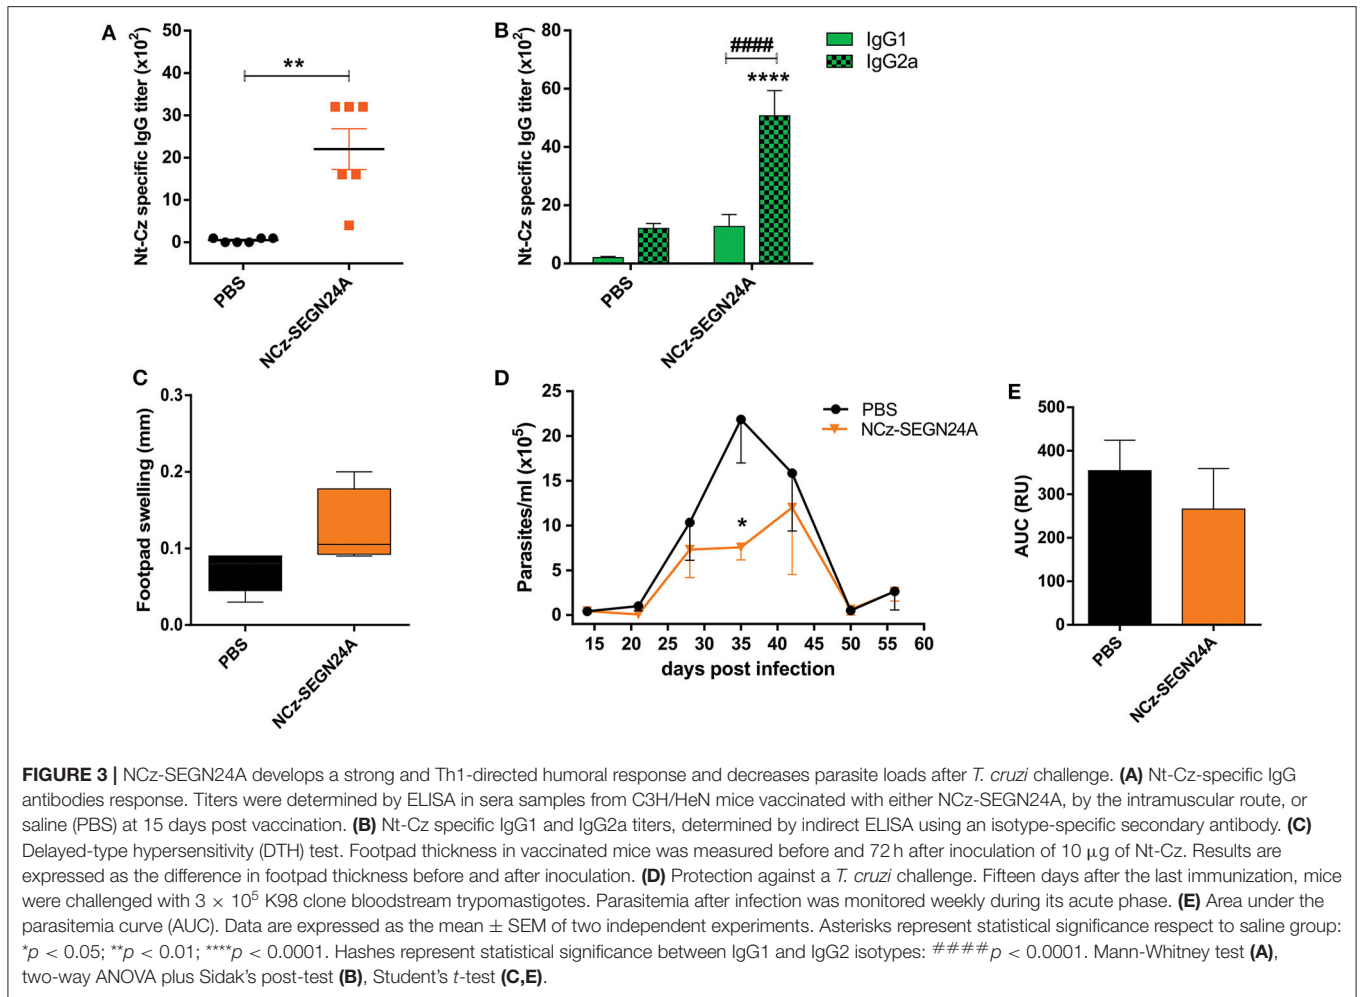 A
Nt-Cz specific IgG titer (x10²)
50
40
30
20
10
0
**
PBS
NCz-SEGN24A
B
Nt-Cz specific IgG titer (x10²)
80
60
40
20
0
####
****
IgG1
IgG2a
PBS
NCz-SEGN24A
C
Footpad swelling (mm)
0.3
0.2
0.1
0.0
PBS
NCz-SEGN24A
D
Parasites/ml (x10⁵)
25
20
15
10
5
0
*
PBS
NCz-SEGN24A
15 20 25 30 35 40 45 50 55 60
days post infection
E
AUC (RU)
500
400
300
200
100
0
PBS
NCz-SEGN24A
FIGURE 3 | NCz-SEGN24A develops a strong and Th1-directed humoral response and decreases parasite loads after T. cruzi challenge. (A) Nt-Cz-specific IgG
antibodies response. Titers were determined by ELISA in sera samples from C3H/HeN mice vaccinated with either NCz-SEGN24A, by the intramuscular route, or
saline (PBS) at 15 days post vaccination. (B) Nt-Cz specific IgG1 and IgG2a titers, determined by indirect ELISA using an isotype-specific secondary antibody. (C)
Delayed-type hypersensitivity (DTH) test. Footpad thickness in vaccinated mice was measured before and 72 h after inoculation of 10 μg of Nt-Cz. Results are
expressed as the difference in footpad thickness before and after inoculation. (D) Protection against a T. cruzi challenge. Fifteen days after the last immunization, mice
were challenged with 3 × 10⁵ K98 clone bloodstream trypomastigotes. Parasitemia after infection was monitored weekly during its acute phase. (E) Area under the
parasitemia curve (AUC). Data are expressed as the mean ± SEM of two independent experiments. Asterisks represent statistical significance respect to saline group:
*p < 0.05; **p < 0.01; ****p < 0.0001. Hashes represent statistical significance between IgG1 and IgG2 isotypes: ####p < 0.0001. Mann-Whitney test (A),
two-way ANOVA plus Sidak's post-test (B), Student's t-test (C,E).